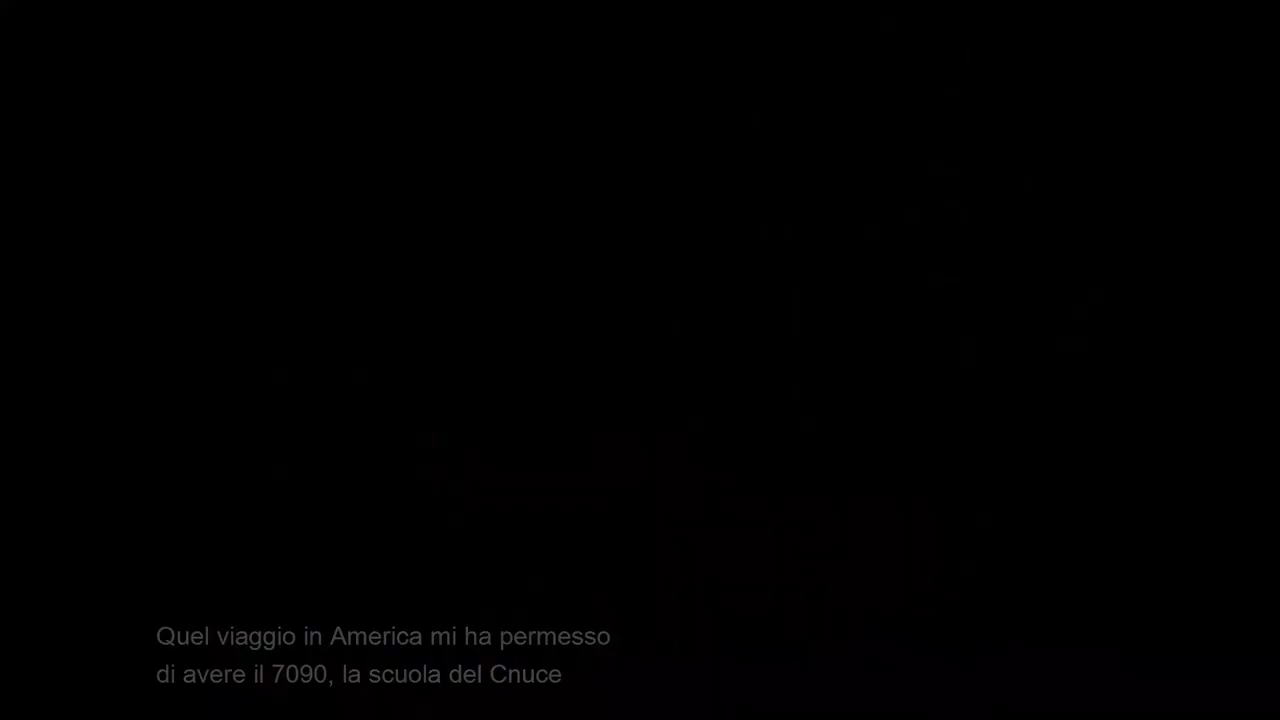 Quel viaggio in America mi ha permesso
di avere il 7090, la scuola del Cnuce